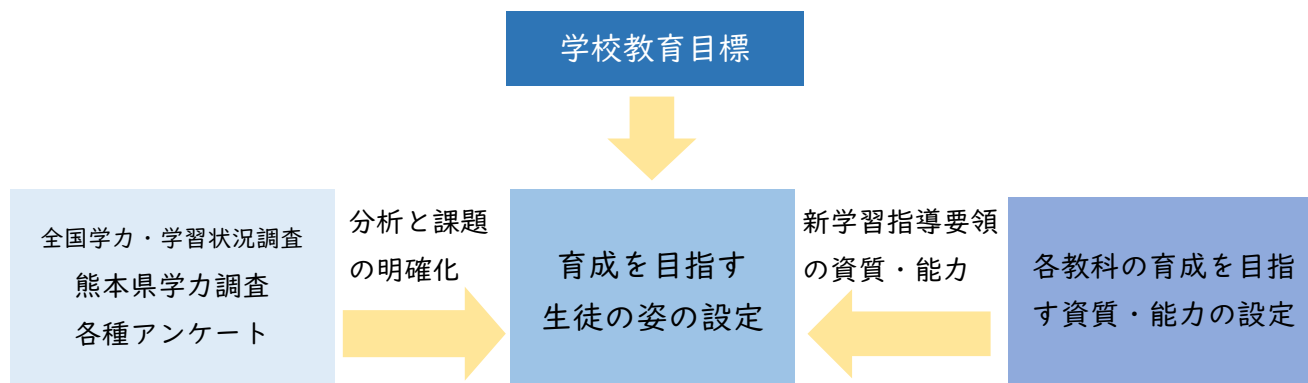 学校教育目標
全国学力・学習状況調査
熊本県学力調査
各種アンケート
分析と課題
の明確化
育成を目指す
生徒の姿の設定
新学習指導要領
の資質・能力
各教科の育成を目指
す資質・能力の設定